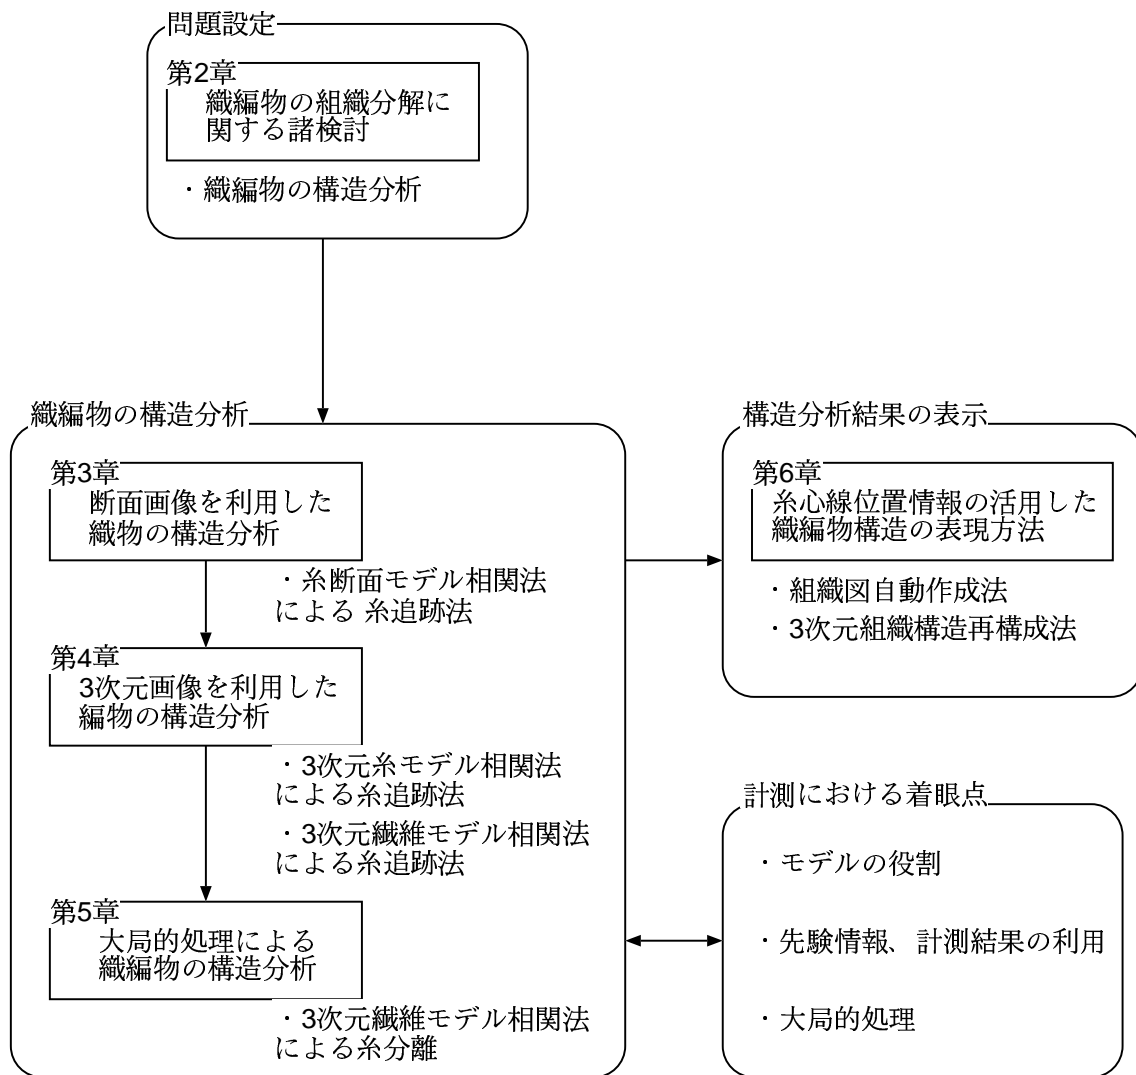 問題設定
第2章
織編物の組織分解に
関する諸検討
・織編物の構造分析
織編物の構造分析
第3章
断面画像を利用した
織物の構造分析
・糸断面モデル相関法
による 糸追跡法
第4章
3次元画像を利用した
編物の構造分析
・3次元糸モデル相関法
による糸追跡法
・3次元繊維モデル相関法
による糸追跡法
第5章
大局的処理による
織編物の構造分析
・3次元繊維モデル相関法
による糸分離
構造分析結果の表示
第6章
糸心線位置情報の活用した
織編物構造の表現方法
・組織図自動作成法
・3次元組織構造再構成法
計測における着眼点
・モデルの役割
・先験情報、計測結果の利用
・大局的処理